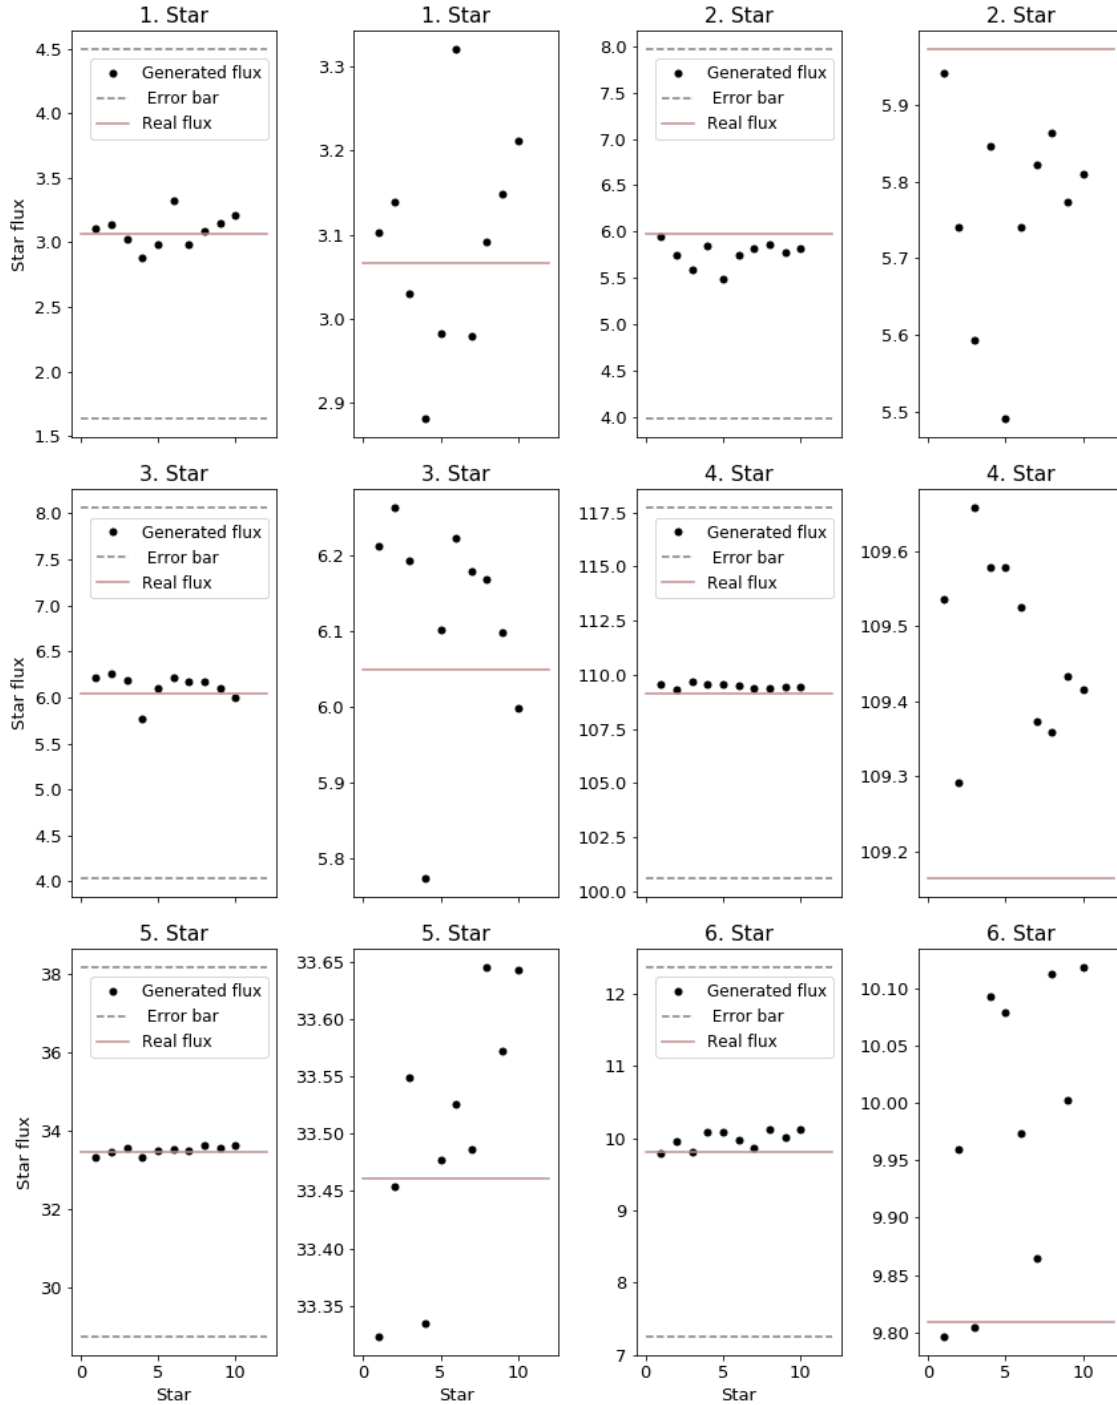 1. Star
1. Star
2. Star
2. Star
4.5
4.0
3.5
3.0
2.5
2.0
1.5
Star flux
Generated flux
Error bar
Real flux
3.3
3.2
3.1
3.0
2.9
0
5
10
8.0
7.5
7.0
6.5
6.0
5.5
5.0
4.5
4.0
Generated flux
Error bar
Real flux
5.9
5.8
5.7
5.6
5.5
3. Star
3. Star
4. Star
4. Star
8.0
7.5
7.0
6.5
6.0
5.5
5.0
4.5
4.0
Star flux
Generated flux
Error bar
Real flux
6.2
6.1
6.0
5.9
5.8
117.5
115.0
112.5
110.0
107.5
105.0
102.5
100.0
Generated flux
Error bar
Real flux
109.6
109.5
109.4
109.3
109.2
5. Star
5. Star
6. Star
6. Star
38
36
34
32
30
Star flux
Generated flux
Error bar
Real flux
0 5 10
Star
33.65
33.60
33.55
33.50
33.45
33.40
33.35
0 5 10
12
11
10
9
8
7
Generated flux
Error bar
Real flux
0 5 10
Star
10.10
10.05
10.00
9.95
9.90
9.85
9.80
0 5 10